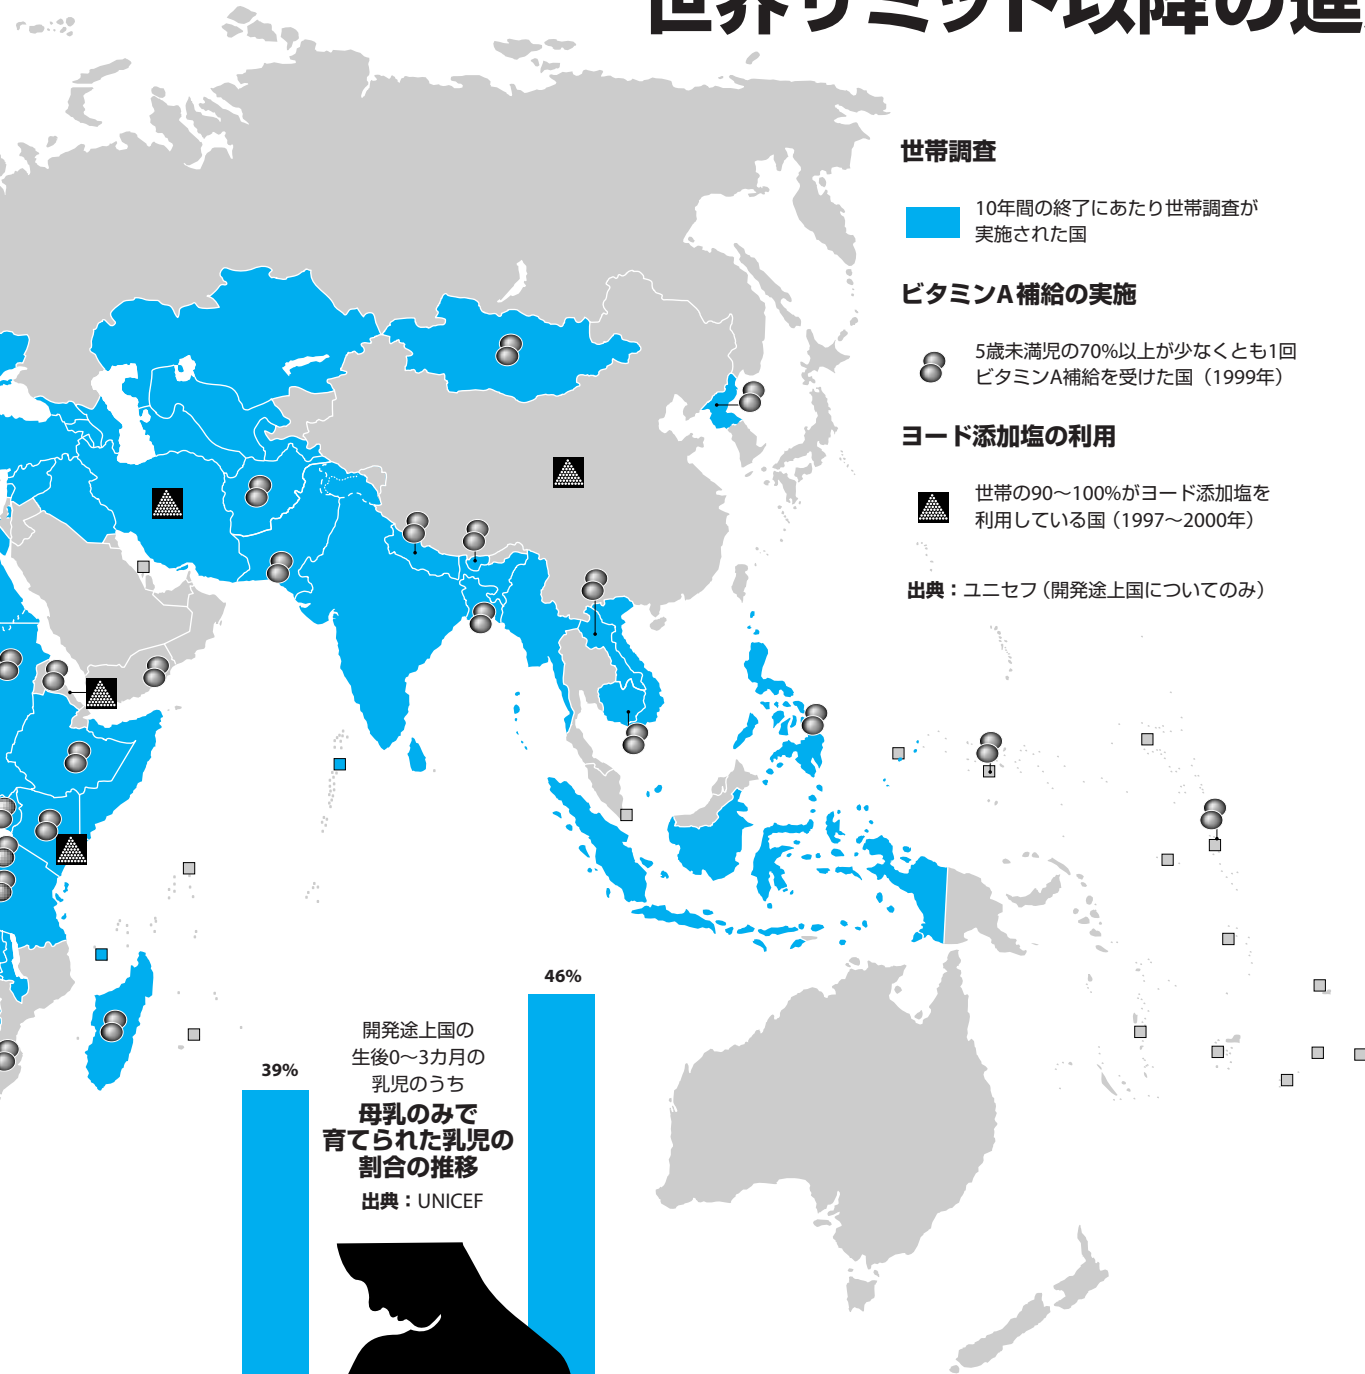 世界サミット以降の進
世帯調査
10年間の終了にあたり世帯調査が
実施された国
ビタミンA補給の実施
5歳未満児の70%以上が少なくとも1回
ビタミンA補給を受けた国（1999年）
ヨード添加塩の利用
世帯の90～100%がヨード添加塩を
利用している国（1997～2000年）
出典：ユニセフ（開発途上国についてのみ）
46%
39%
開発途上国の
生後0～3カ月の
乳児のうち
母乳のみで
育てられた乳児の
割合の推移
出典：UNICEF